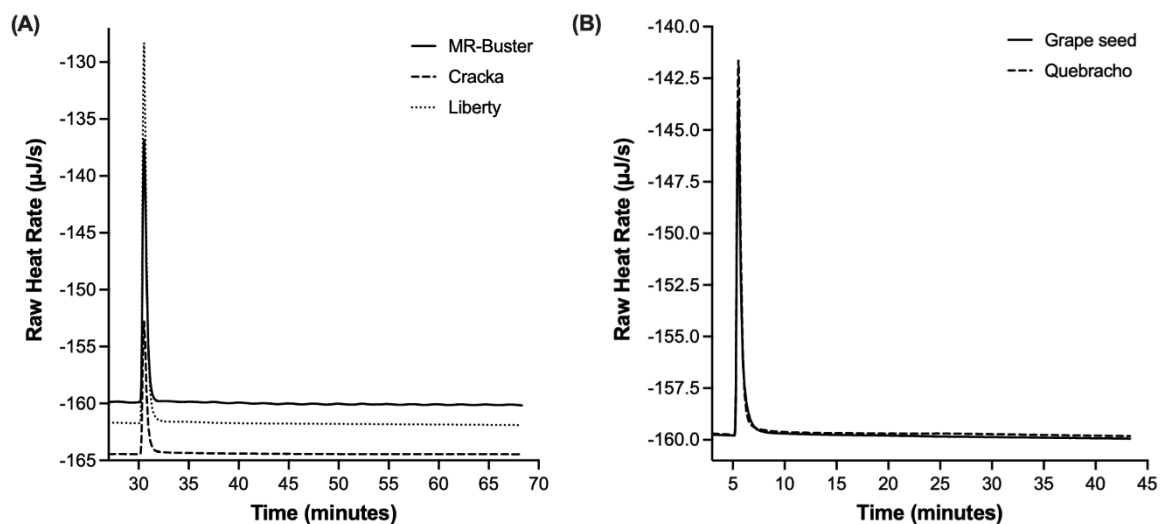 (A)
MR-Buster
Cracka
Liberty
Raw Heat Rate (µJ/s)
-130
-135
-140
-145
-150
-155
-160
-165
30 35 40 45 50 55 60 65 70
Time (minutes)
(B)
Grape seed
Quebracho
Raw Heat Rate (µJ/s)
-140.0
-142.5
-145.0
-147.5
-150.0
-152.5
-155.0
-157.5
-160.0
5 10 15 20 25 30 35 40 45
Time (minutes)